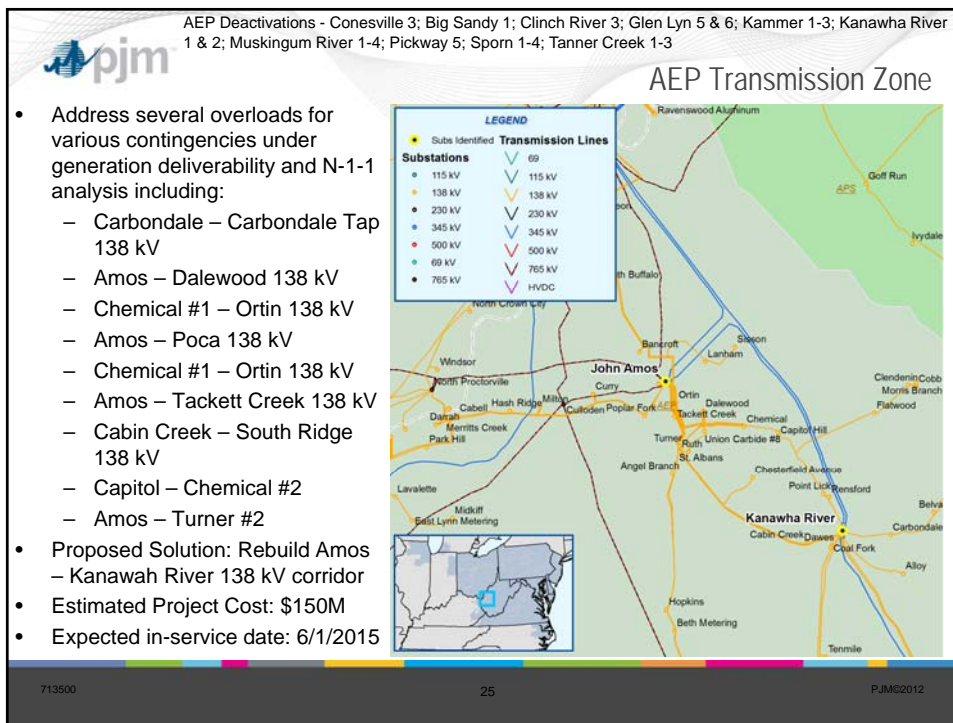 AEP Deactivations - Conesville 3; Big Sandy 1; Clinch River 3; Glen Lyn 5 & 6; Kammer 1-3; Kanawha River
1 & 2; Muskingum River 1-4; Pickway 5; Sporn 1-4; Tanner Creek 1-3
pjm
AEP Transmission Zone
• Address several overloads for
various contingencies under
generation deliverability and N-1-1
analysis including:
– Carbondale – Carbondale Tap
138 kV
– Amos – Dalewood 138 kV
– Chemical #1 – Ortin 138 kV
– Amos – Poca 138 kV
– Chemical #1 – Ortin 138 kV
– Amos – Tackett Creek 138 kV
– Cabin Creek – South Ridge
138 kV
– Capitol – Chemical #2
– Amos – Turner #2
• Proposed Solution: Rebuild Amos
– Kanawah River 138 kV corridor
• Estimated Project Cost: $150M
• Expected in-service date: 6/1/2015
LEGEND
Subs Identified Transmission Lines
Substations 69
115 kV 115 kV
138 kV 138 kV
230 kV 230 kV
345 kV 345 kV
500 kV 500 kV
69 kV 765 kV
765 kV HVDC
Ravenswood Aluminum
Goff Run
APS
Ivydale
North Crown City
Bancroft
Sisson
Lanham
Windsor
John Amos
North Proctorville
Curry
Ortin
Clendenin Cobb
Morris Branch
Cabell
Hash Ridge
Milton
Culloden
Poplar Fork
AEP
Dalewood
Tackett Creek
Flatwood
Darrah
Merritts Creek
Chemical
Park Hill
Turner
Ruth
Union Carbide #8
Capitol Hill
St. Albans
Angel Branch
Chesterfield Avenue
Lavalette
Point Lick
Rensford
Midkiff
Belva
East Lynn Metering
Kanawha River
Carbondale
Cabin Creek
Dawes
Coal Fork
Alloy
Hopkins
Beth Metering
Tenmile
713500
25
PJM©2012